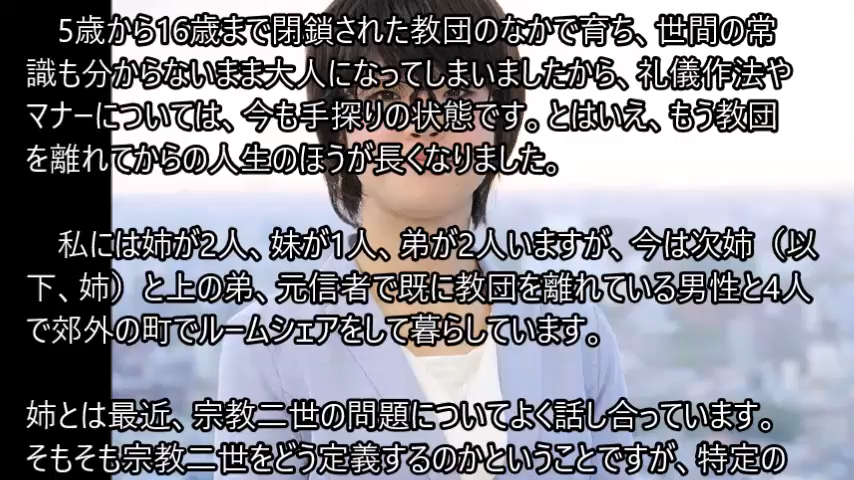 5歳から16歳まで閉鎖された教団のなかで育ち、世間の常
識も分からないまま大人になってしまいましたから、礼儀作法や
マナーについては、今も手探りの状態です。とはいえ、もう教団
を離れてからの人生のほうが長くなりました。
私には姉が2人、妹が1人、弟が2人いますが、今は次姉（以
下、姉）と上の弟、元信者で既に教団を離れている男性と4人
で郊外の町でルームシェアをして暮らしています。
姉とは最近、宗教二世の問題についてよく話し合っています。
そもそも宗教二世をどう定義するのかということですが、特定の